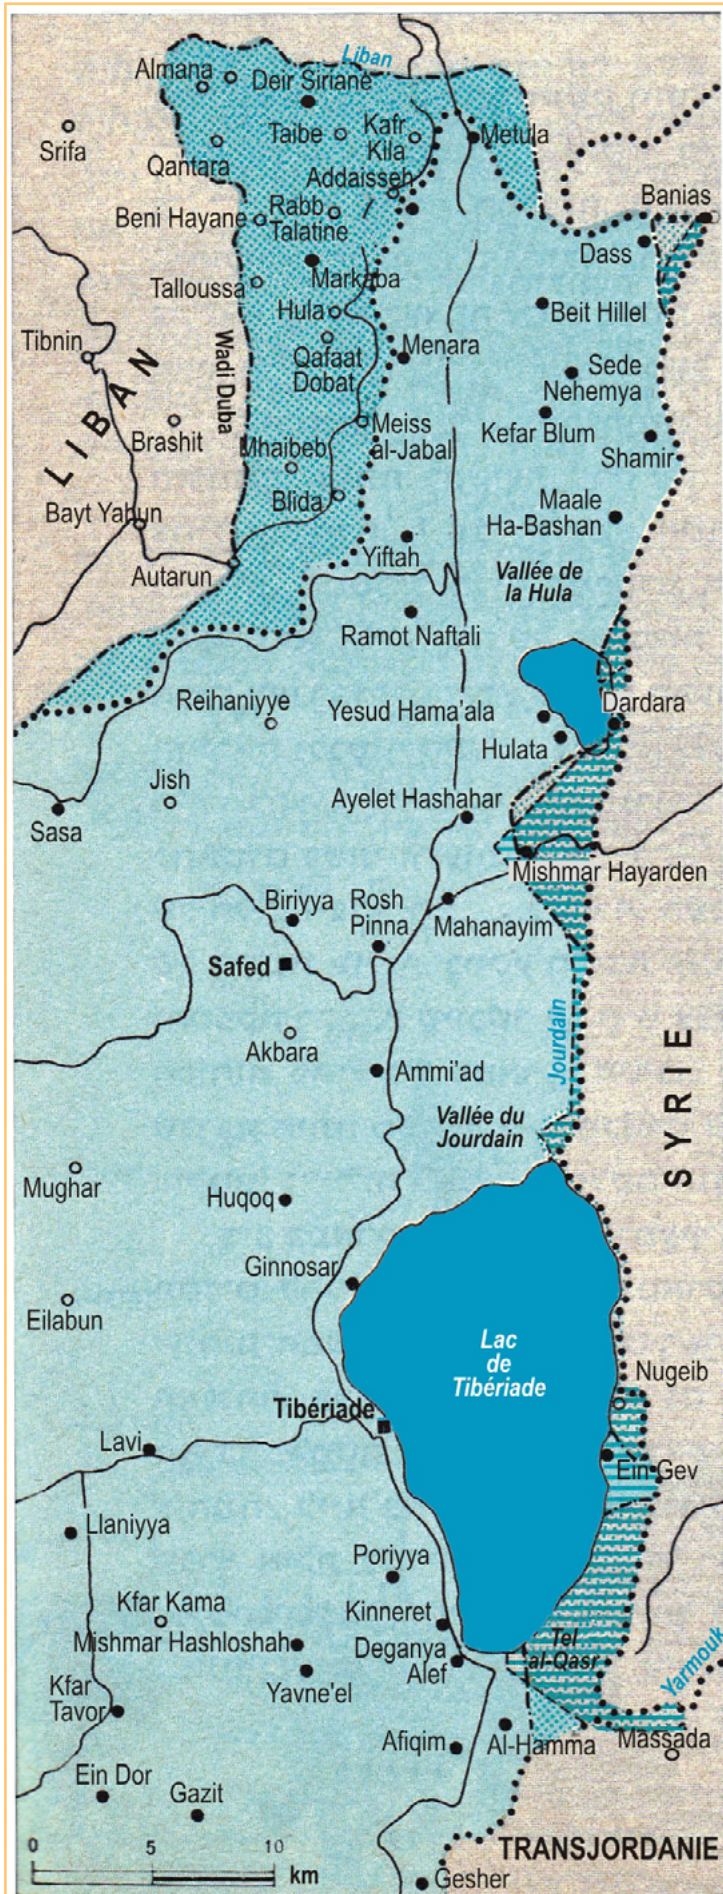 Liban
Almana
Deir Siriane
Srifa
Taibe
Kafr
Kila
Metula
Qantara
Addaisseh
Banias
Beni Hayane
Rabb
Talatine
Dass
Markaba
Talloussa
Hula
Beit Hillel
Tibnin
LIBAN
Wadi Duba
Qafaat
Dobat
Menara
Sede
Nehemya
Brashit
Meiss
al-Jabal
Kefar Blum
Shamir
Mhaibeb
Blida
Maale
Ha-Bashan
Bayt Yahun
Yiftah
Autarun
Vallée de
la Hula
Ramot Naftali
Reihaniyye
Yesud Hama'ala
Dardara
Hulata
Jish
Ayelet Hashahar
Sasa
Mishmar Hayarden
Biriyya
Rosh
Pinna
Mahanayim
Safed
Akbara
Jourdain
SYRIE
Ammi'ad
Vallée du
Jourdain
Mughar
Huqoq
Ginnosar
Eilabun
Lac
de
Tibériade
Nugeib
Tibériade
Lavi
Ein Gev
Llaniyya
Poriyya
Kfar Kama
Kinneret
Mishmar Hashloshah
Deganya
Alef
Tel
al-Qasr
Yarmouk
Kfar
Tavor
Yavne'el
Afiqim
Al-Hamma
Massada
Ein Dor
Gazit
TRANSJORDANIE
0 5 10
km
Gesher